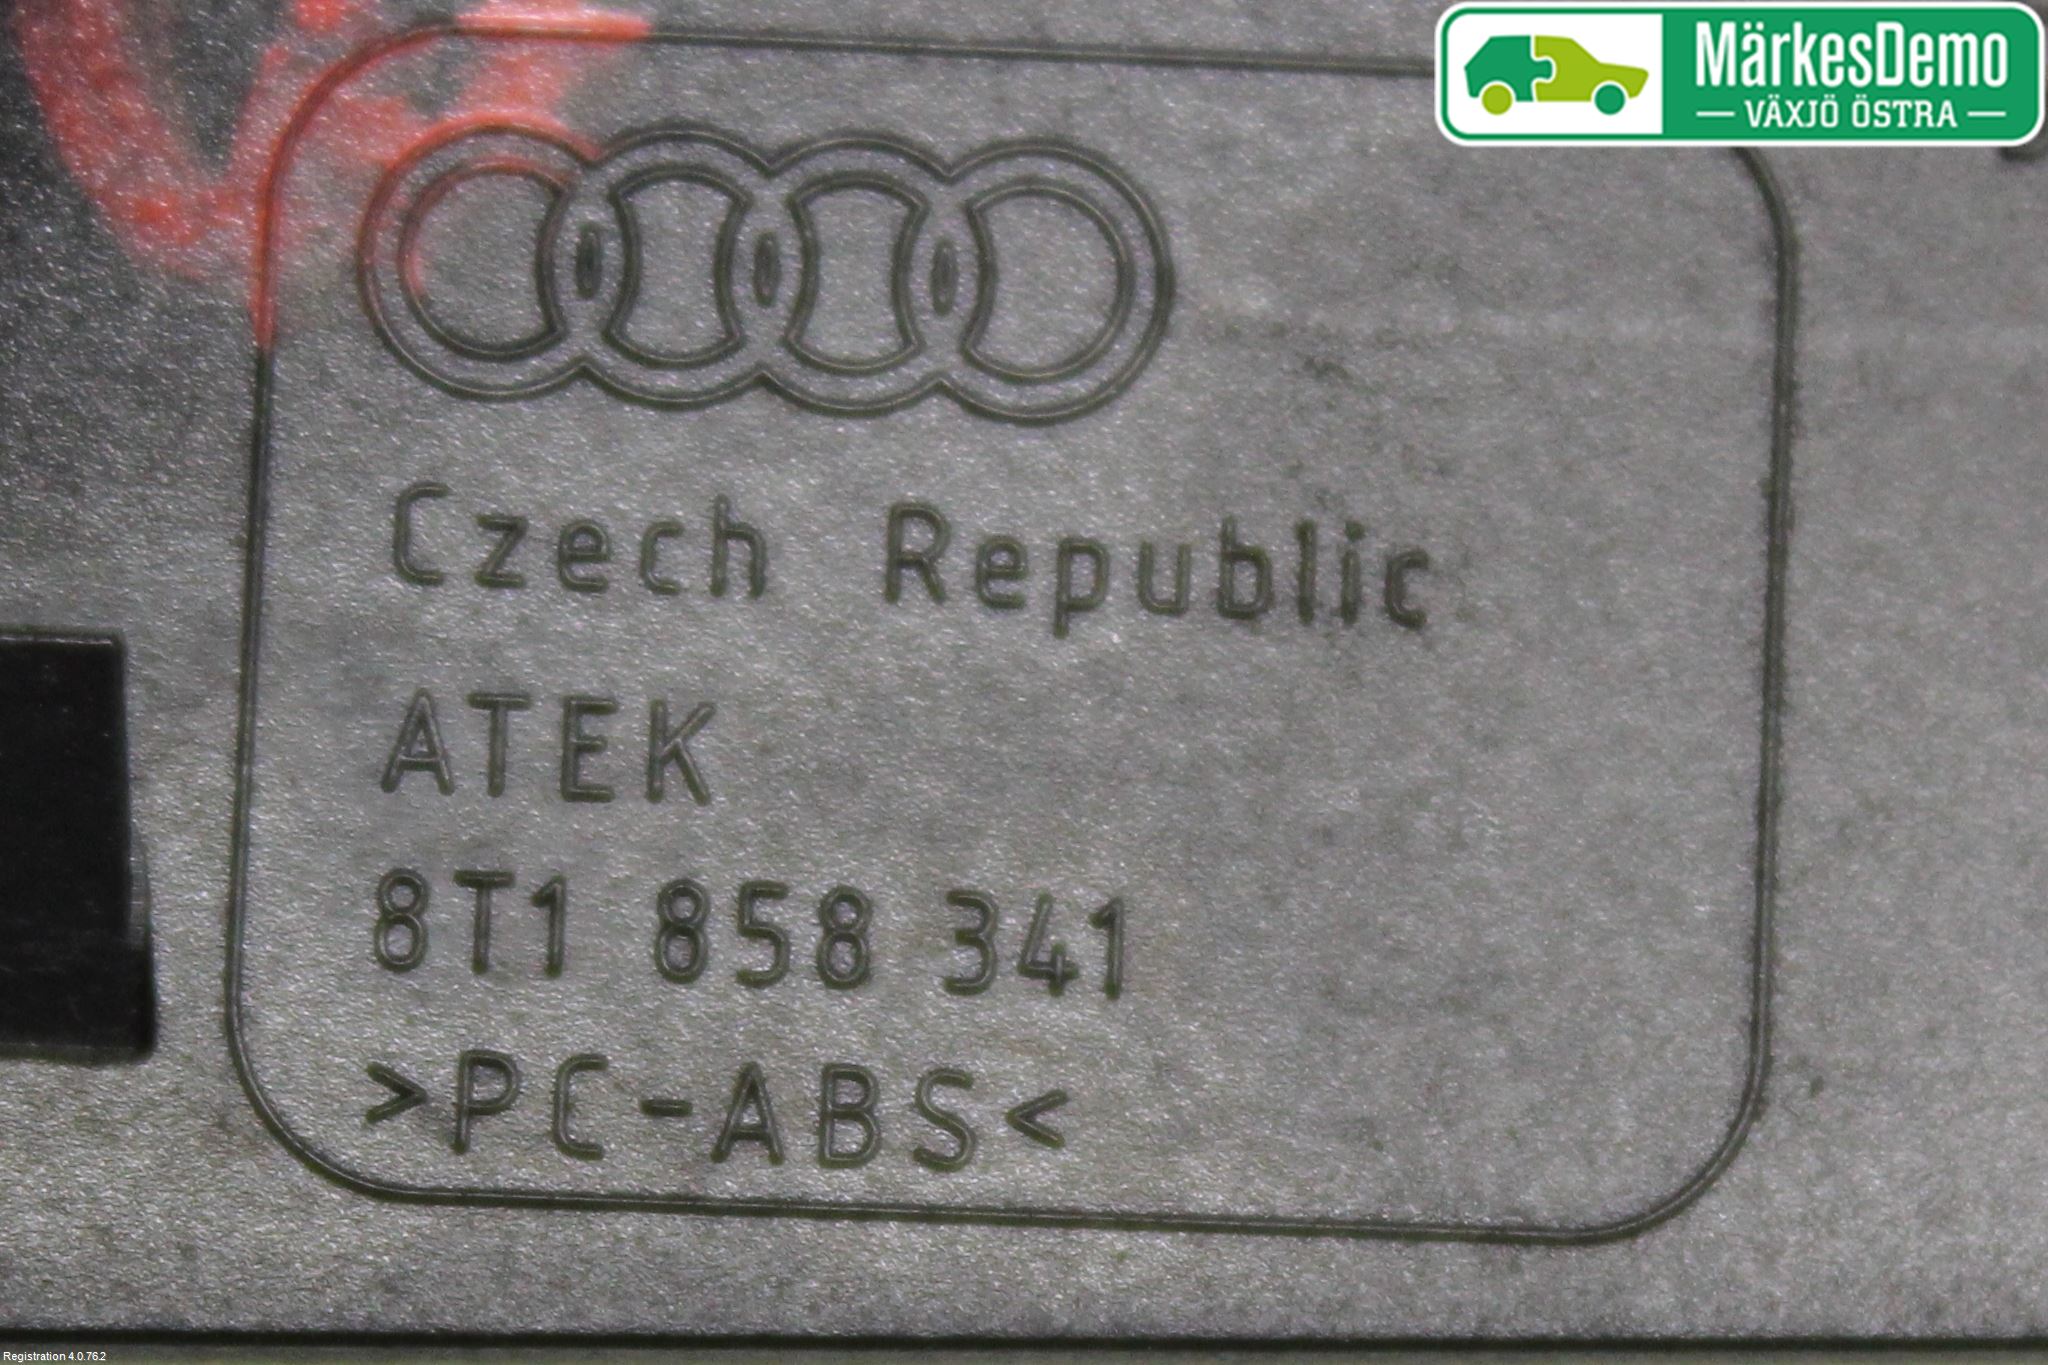 MärkesDemo
VÄXJÖ ÖSTRA
Czech Republic
ATEK
8T1 858 341
>PC-ABS<
Registration 4.0.76.2